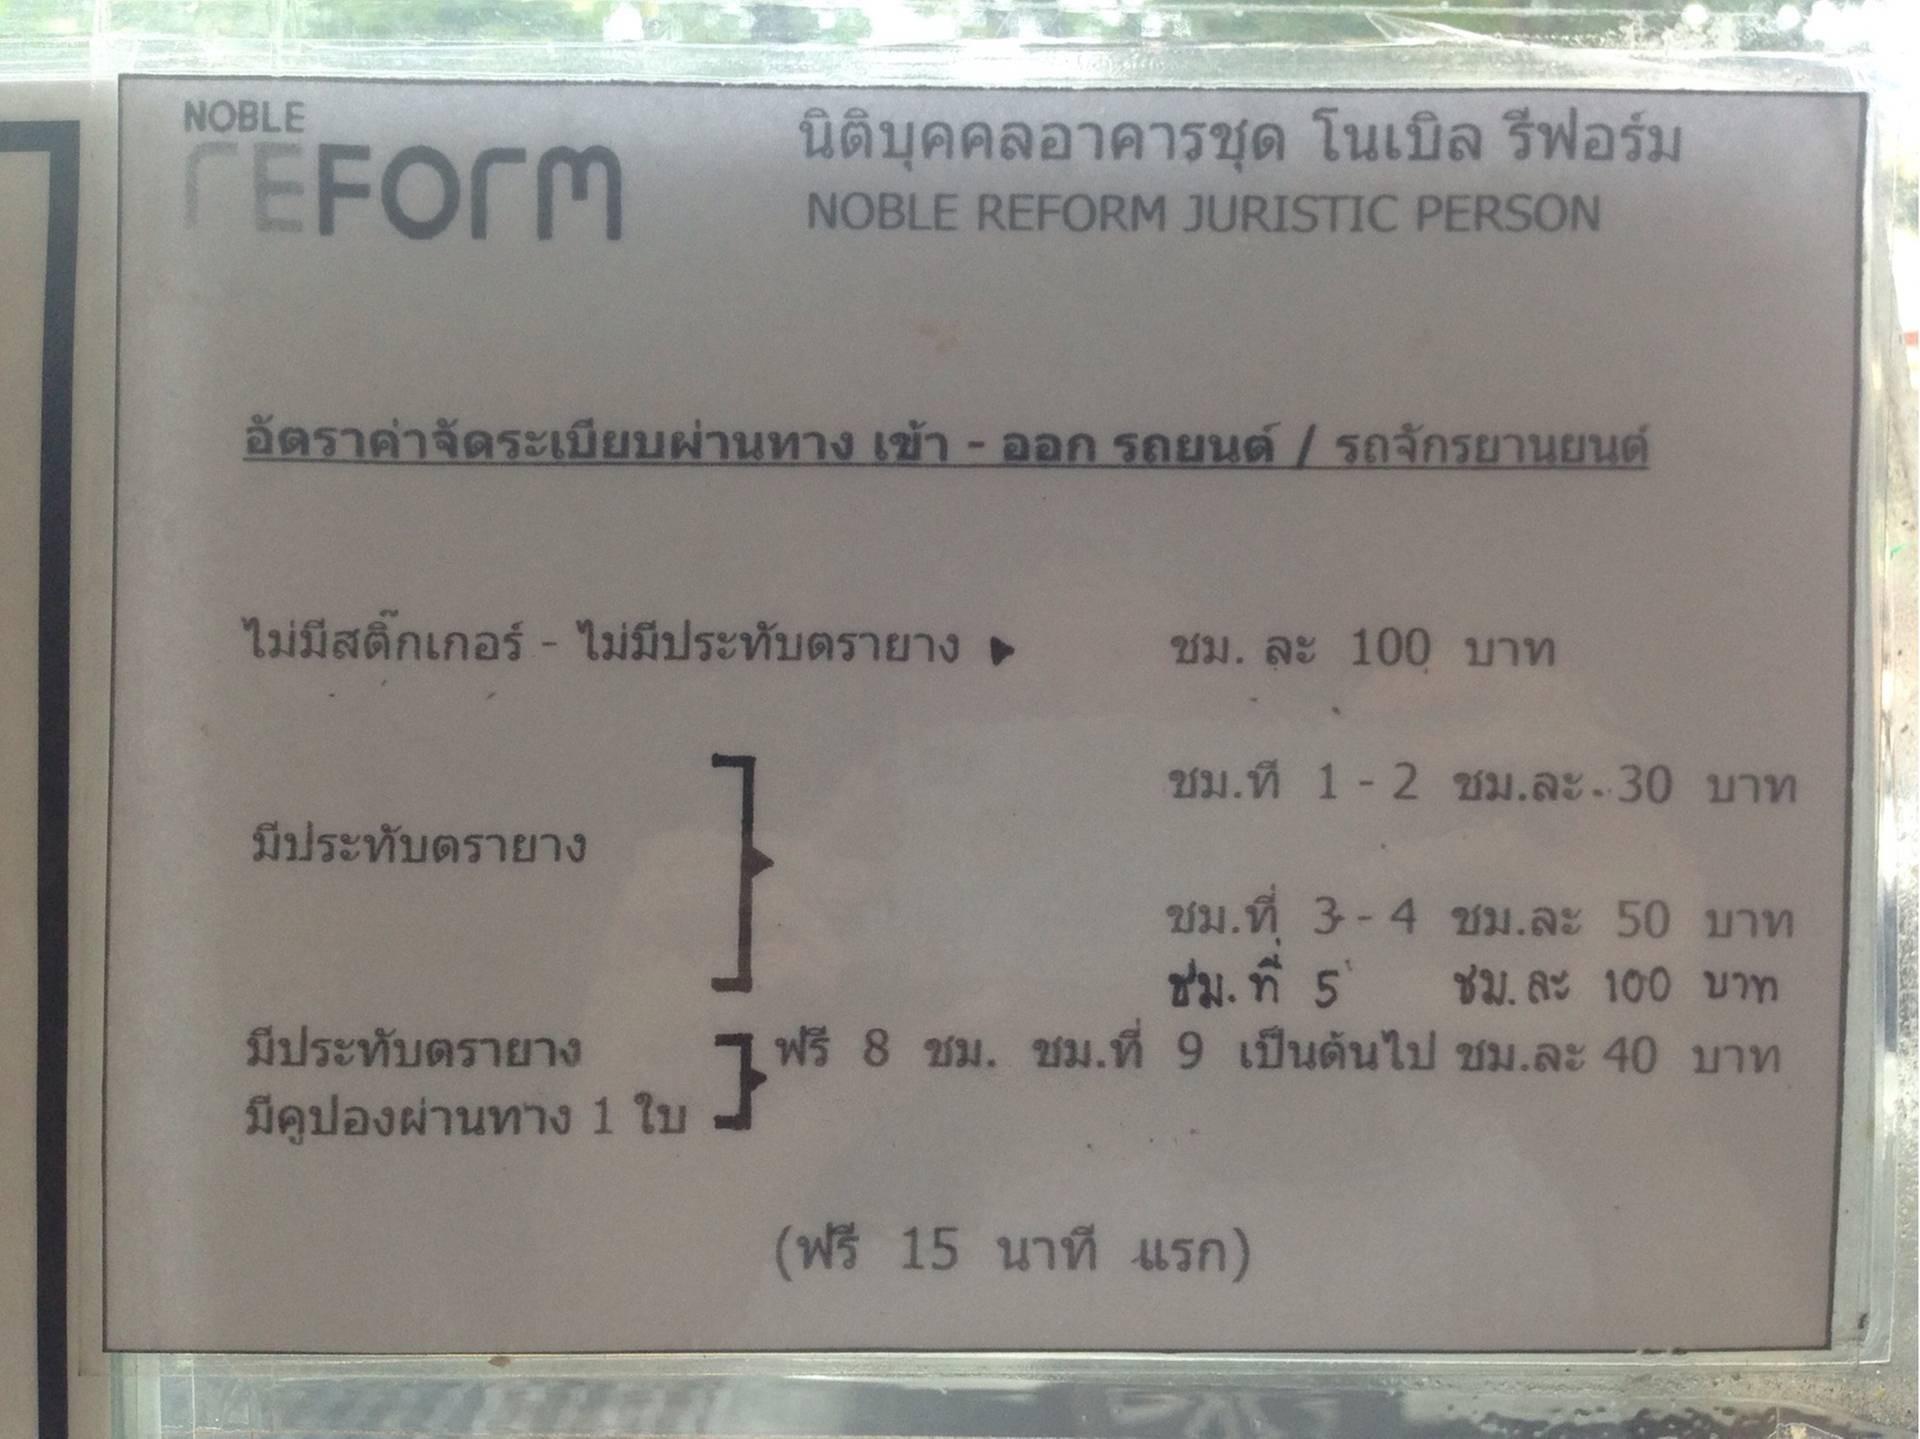 NOBLE
reFOrm
นิติบุคคลอาคารชุด โนเบิล รีฟอร์ม
NOBLE REFORM JURISTIC PERSON
อัตราค่าจัดระเบียบผ่านทาง เข้า - ออก รถยนต์ / รถจักรยานยนต์
ไม่มีสติ๊กเกอร์ - ไม่มีประทับตรายาง ชม. ละ 100 บาท
ชม.ที่ 1 - 2 ชม.ละ 30 บาท
มีประทับตรายาง
ชม.ที่ 3 - 4 ชม.ละ 50 บาท
ชม.ที่ 5 ชม.ละ 100 บาท
มีประทับตรายาง ฟรี 8 ชม. ชม.ที่ 9 เป็นต้นไป ชม.ละ 40 บาท
มีคูปองผ่านทาง 1 ใบ
(ฟรี 15 นาที แรก)